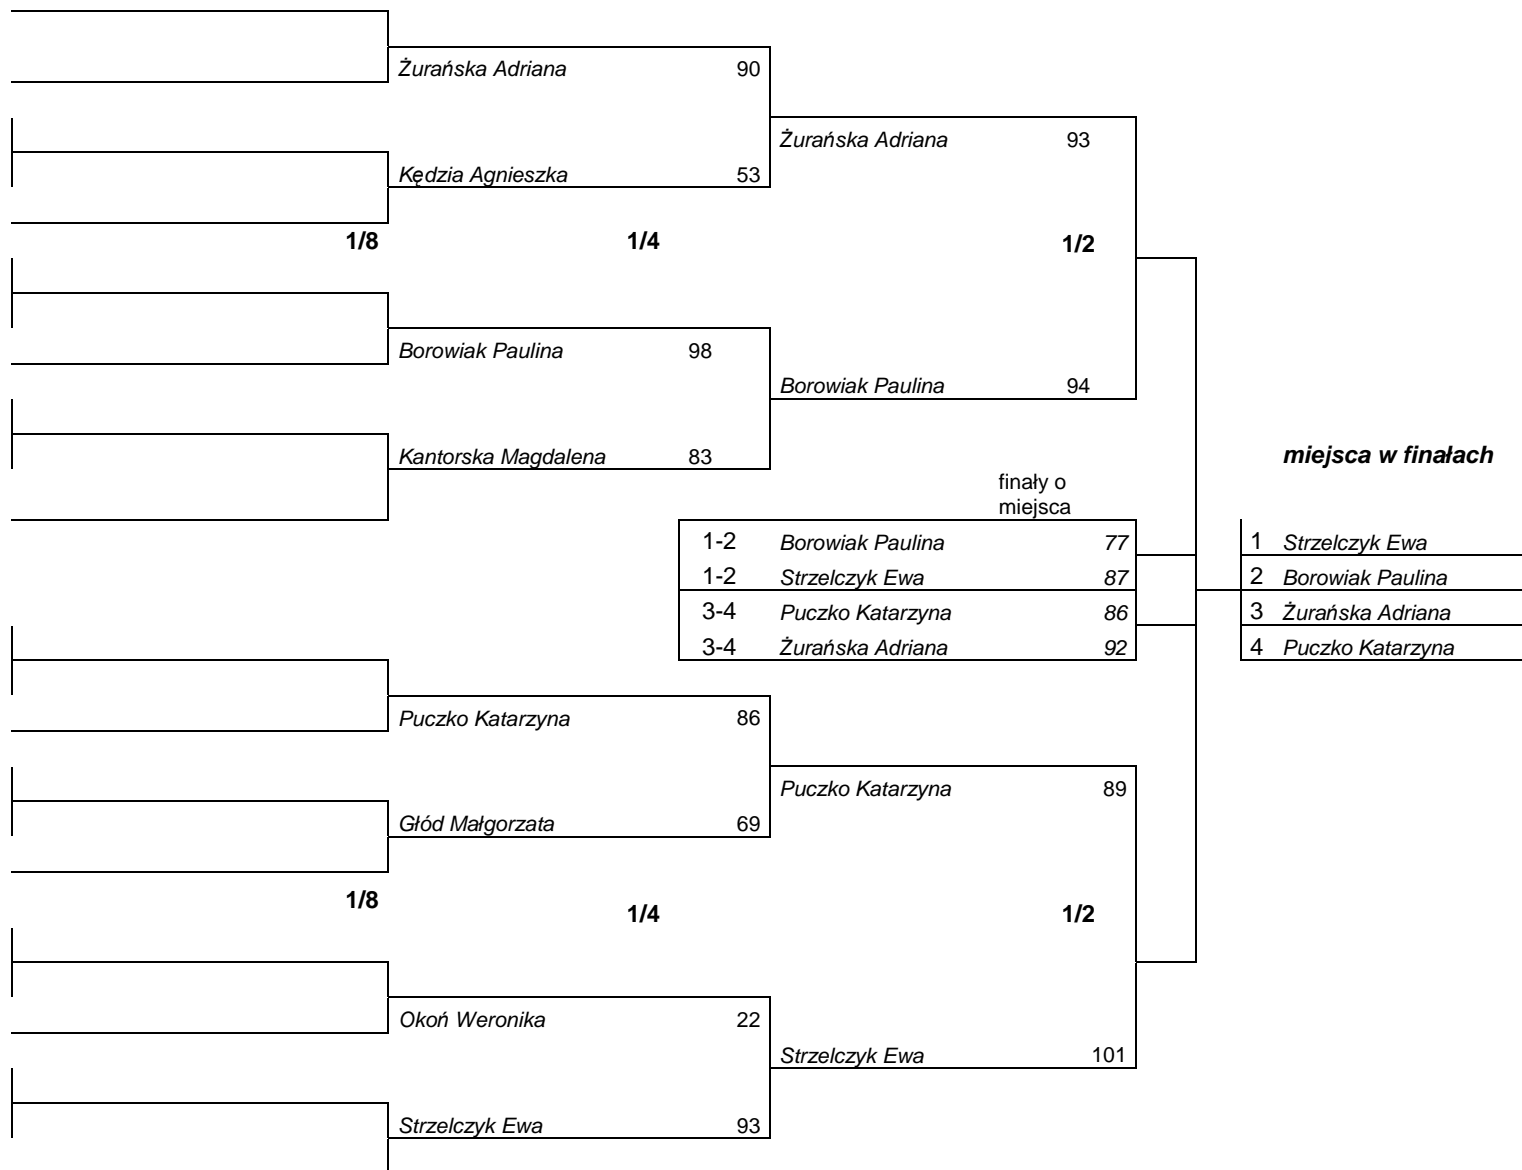 Żurańska Adriana 90
Żurańska Adriana 93
Kędzia Agnieszka 53
1/8 1/4 1/2
Borowiak Paulina 98
Borowiak Paulina 94
Kantorska Magdalena 83
miejsca w finałach
finały o
miejsca
1-2 Borowiak Paulina 77 1 Strzelczyk Ewa
1-2 Strzelczyk Ewa 87 2 Borowiak Paulina
3-4 Puczko Katarzyna 86 3 Żurańska Adriana
3-4 Żurańska Adriana 92 4 Puczko Katarzyna
Puczko Katarzyna 86
Puczko Katarzyna 89
Głód Małgorzata 69
1/8 1/4 1/2
Okoń Weronika 22
Strzelczyk Ewa 101
Strzelczyk Ewa 93